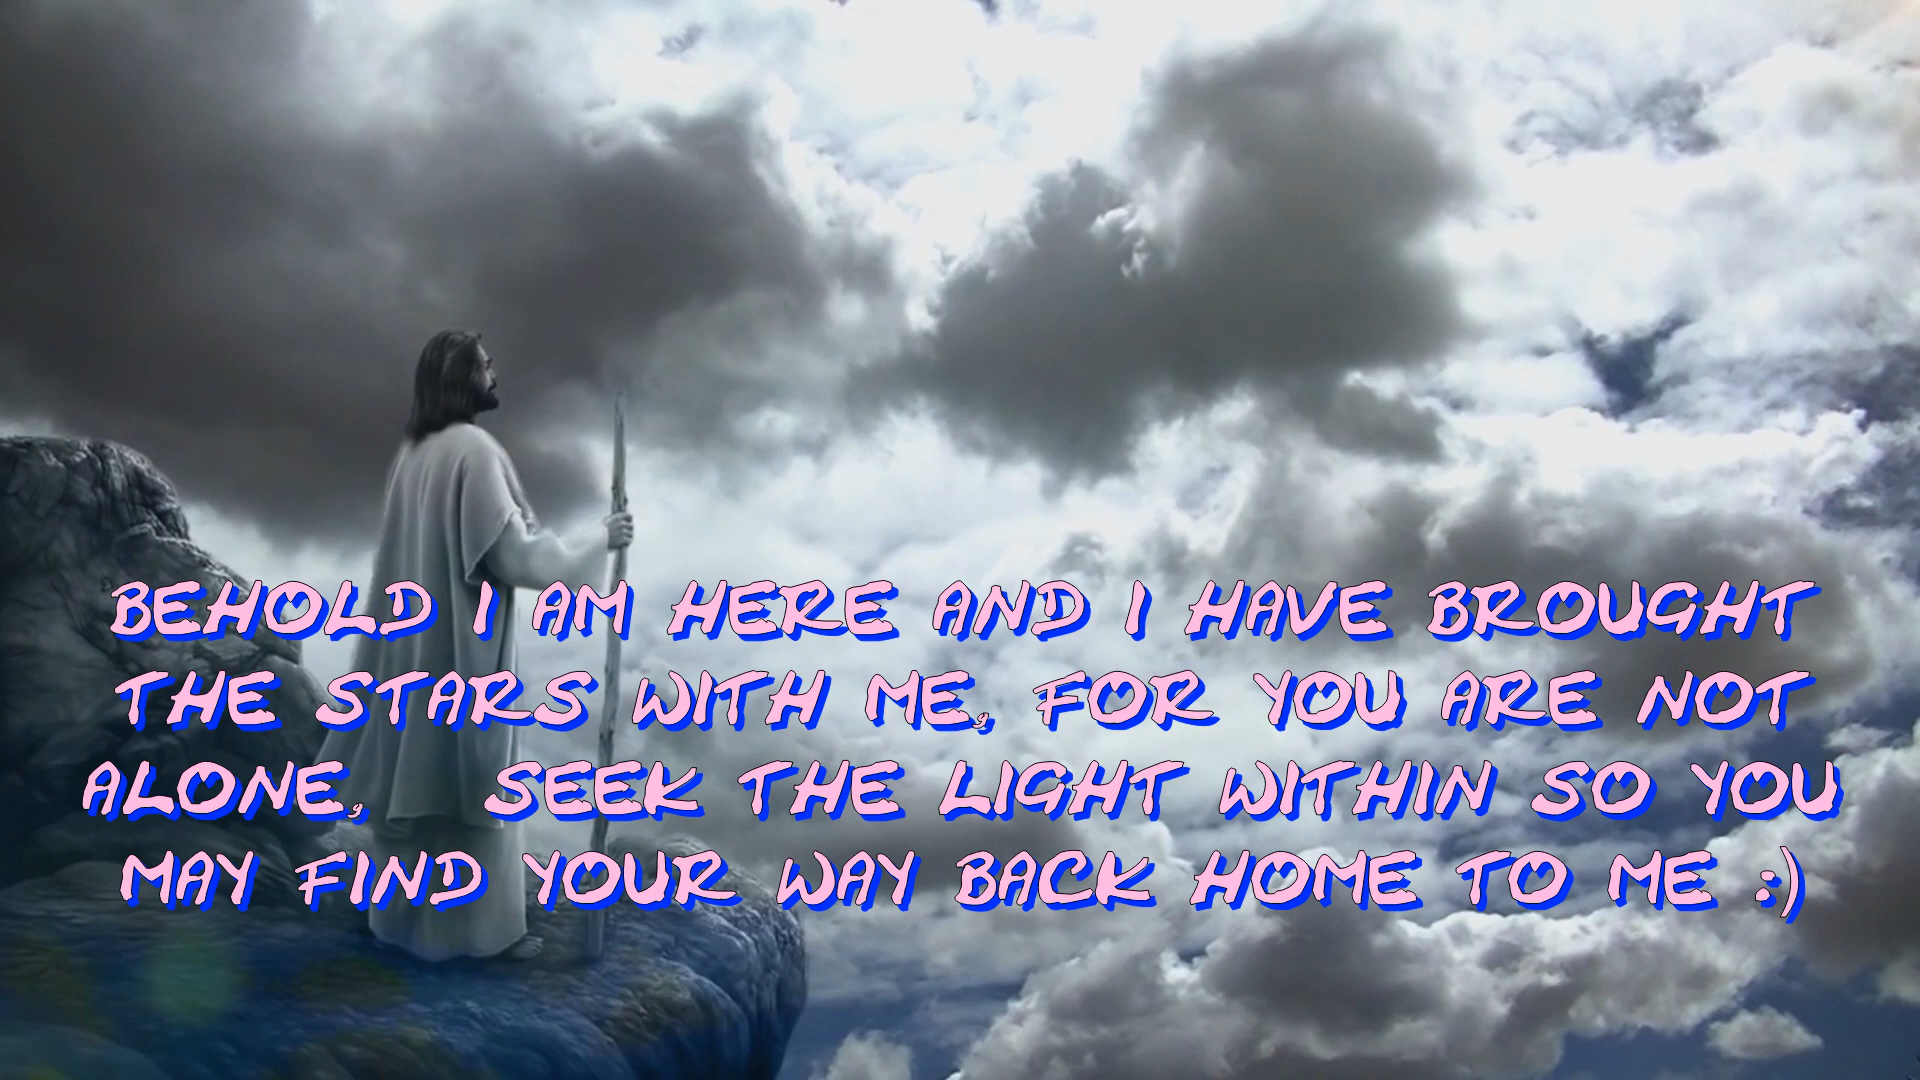 BEHOLD I AM HERE AND I HAVE BROUGHT
THE STARS WITH ME, FOR YOU ARE NOT
ALONE,  SEEK THE LIGHT WITHIN SO YOU
MAY FIND YOUR WAY BACK HOME TO ME :)